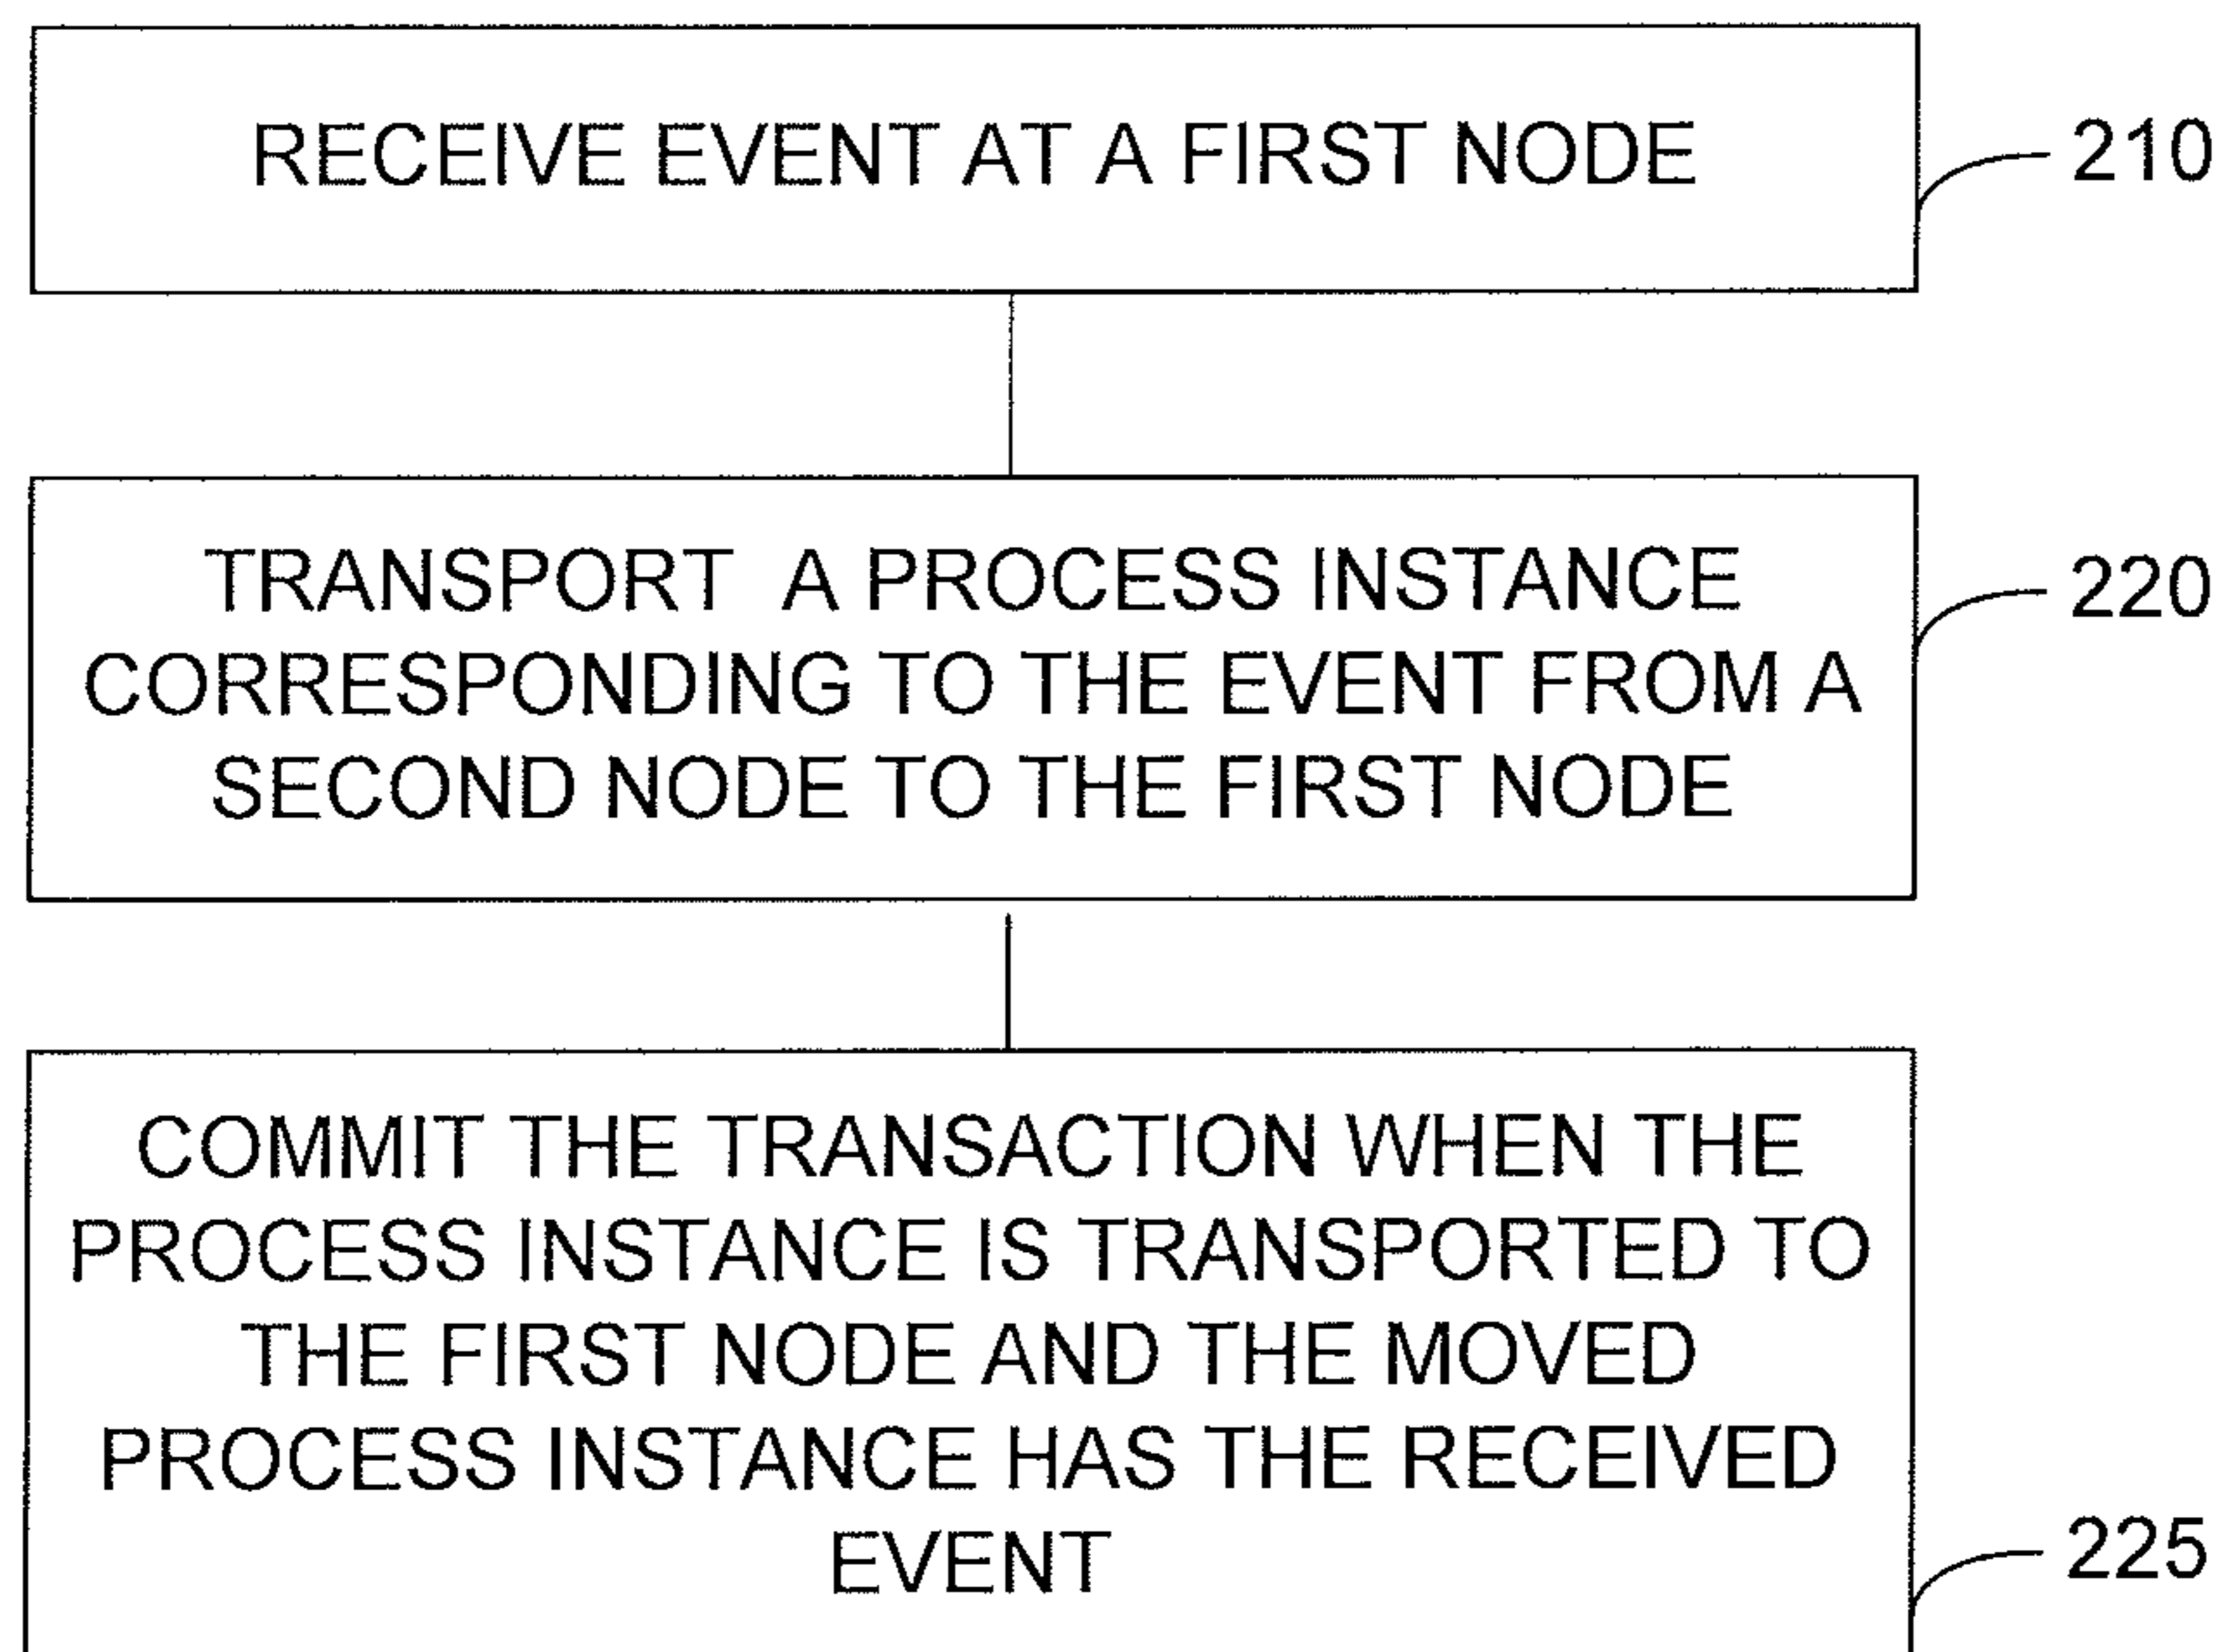 RECEIVE EVENT AT A FIRST NODE
210
TRANSPORT A PROCESS INSTANCE
CORRESPONDING TO THE EVENT FROM A
SECOND NODE TO THE FIRST NODE
220
COMMIT THE TRANSACTION WHEN THE
PROCESS INSTANCE IS TRANSPORTED TO
THE FIRST NODE AND THE MOVED
PROCESS INSTANCE HAS THE RECEIVED
EVENT
225